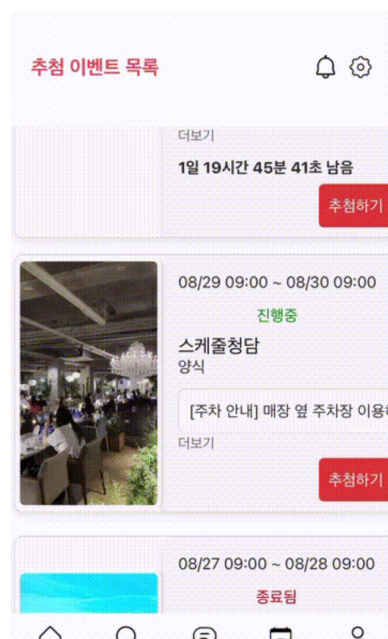 추첨 이벤트 목록
더보기
1일 19시간 45분 41초 남음
추첨하기
08/29 09:00 ~ 08/30 09:00
진행중
스케줄청담
양식
[주차 안내] 매장 옆 주차장 이용
더보기
추첨하기
08/27 09:00 ~ 08/28 09:00
종료됨